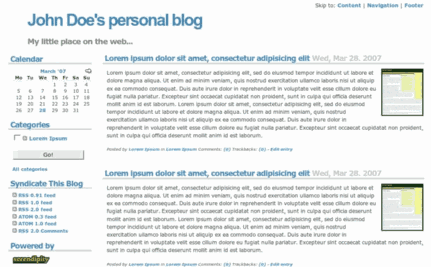 Skip to: Content | Navigation | Footer
John Doe's personal blog
My little place on the web...
Calendar
March '07
Mo Tu We Th Fr Sa Su
1 2 3 4
5 6 7 8 9 10 11
12 13 14 15 16 17 18
19 20 21 22 23 24 25
26 27 28 29 30 31
Categories
Lorem Ipsum
Go!
All categories
Syndicate This Blog
RSS 0.91 feed
RSS 1.0 feed
RSS 2.0 feed
ATOM 0.3 feed
ATOM 1.0 feed
RSS 2.0 Comments
Powered by
serendipity
Lorem ipsum dolor sit amet, consectetur adipisicing elit Wed, Mar 28. 2007
Lorem ipsum dolor sit amet, consectetur adipisicing elit, sed do eiusmod tempor incididunt ut labore et
dolore magna aliqua. Ut enim ad minim veniam, quis nostrud exercitation ullamco laboris nisi ut aliquip
ex ea commodo consequat. Duis aute irure dolor in reprehenderit in voluptate velit esse cillum dolore eu
fugiat nulla pariatur. Excepteur sint occaecat cupidatat non proident, sunt in culpa qui officia deserunt
mollit anim id est laborum. Lorem ipsum dolor sit amet, consectetur adipisicing elit, sed do eiusmod
tempor incididunt ut labore et dolore magna aliqua. Ut enim ad minim veniam, quis nostrud
exercitation ullamco laboris nisi ut aliquip ex ea commodo consequat. Duis aute irure dolor in
reprehenderit in voluptate velit esse cillum dolore eu fugiat nulla pariatur. Excepteur sint occaecat cupidatat non proident,
sunt in culpa qui officia deserunt mollit anim id est laborum.
Posted by Lorem Ipsum in Lorem Ipsum Comments: (0) Trackbacks: (0) - Edit entry
Lorem ipsum dolor sit amet, consectetur adipisicing elit Wed, Mar 28. 2007
Lorem ipsum dolor sit amet, consectetur adipisicing elit, sed do eiusmod tempor incididunt ut labore et
dolore magna aliqua. Ut enim ad minim veniam, quis nostrud exercitation ullamco laboris nisi ut aliquip
ex ea commodo consequat. Duis aute irure dolor in reprehenderit in voluptate velit esse cillum dolore eu
fugiat nulla pariatur. Excepteur sint occaecat cupidatat non proident, sunt in culpa qui officia deserunt
mollit anim id est laborum. Lorem ipsum dolor sit amet, consectetur adipisicing elit, sed do eiusmod
tempor incididunt ut labore et dolore magna aliqua. Ut enim ad minim veniam, quis nostrud
exercitation ullamco laboris nisi ut aliquip ex ea commodo consequat. Duis aute irure dolor in
reprehenderit in voluptate velit esse cillum dolore eu fugiat nulla pariatur. Excepteur sint occaecat cupidatat non proident,
sunt in culpa qui officia deserunt mollit anim id est laborum.
Posted by Lorem Ipsum in Lorem Ipsum Comments: (0) Trackbacks: (0) - Edit entry